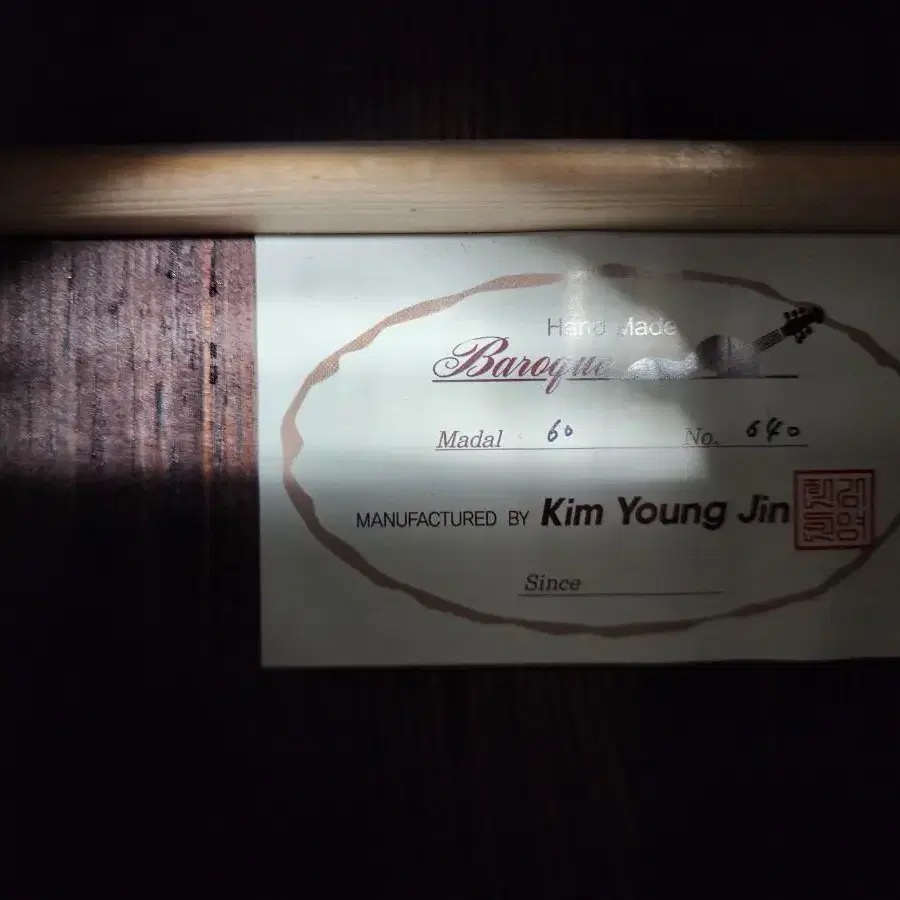 Hand Made
Baroque
Madal 60 No. 640
MANUFACTURED BY Kim Young Jin
Since